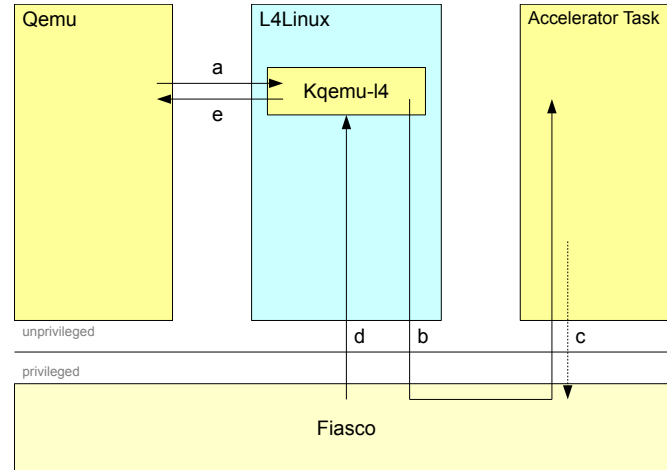 Qemu
L4Linux
Accelerator Task
a
Kqemu-l4
e
unprivileged
d
b
c
privileged
Fiasco